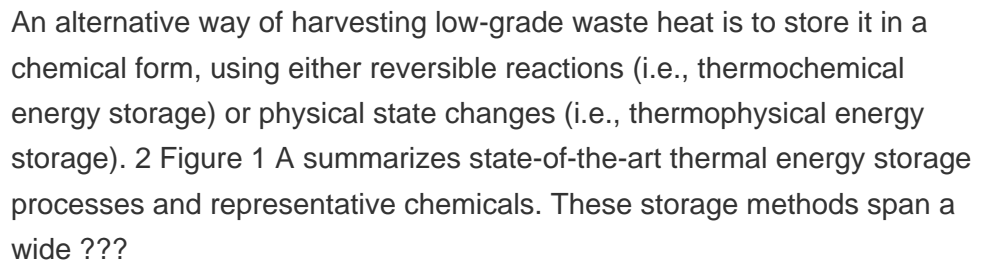 An alternative way of harvesting low-grade waste heat is to store it in a
chemical form, using either reversible reactions (i.e., thermochemical
energy storage) or physical state changes (i.e., thermophysical energy
storage). 2 Figure 1 A summarizes state-of-the-art thermal energy storage
processes and representative chemicals. These storage methods span a
wide ???